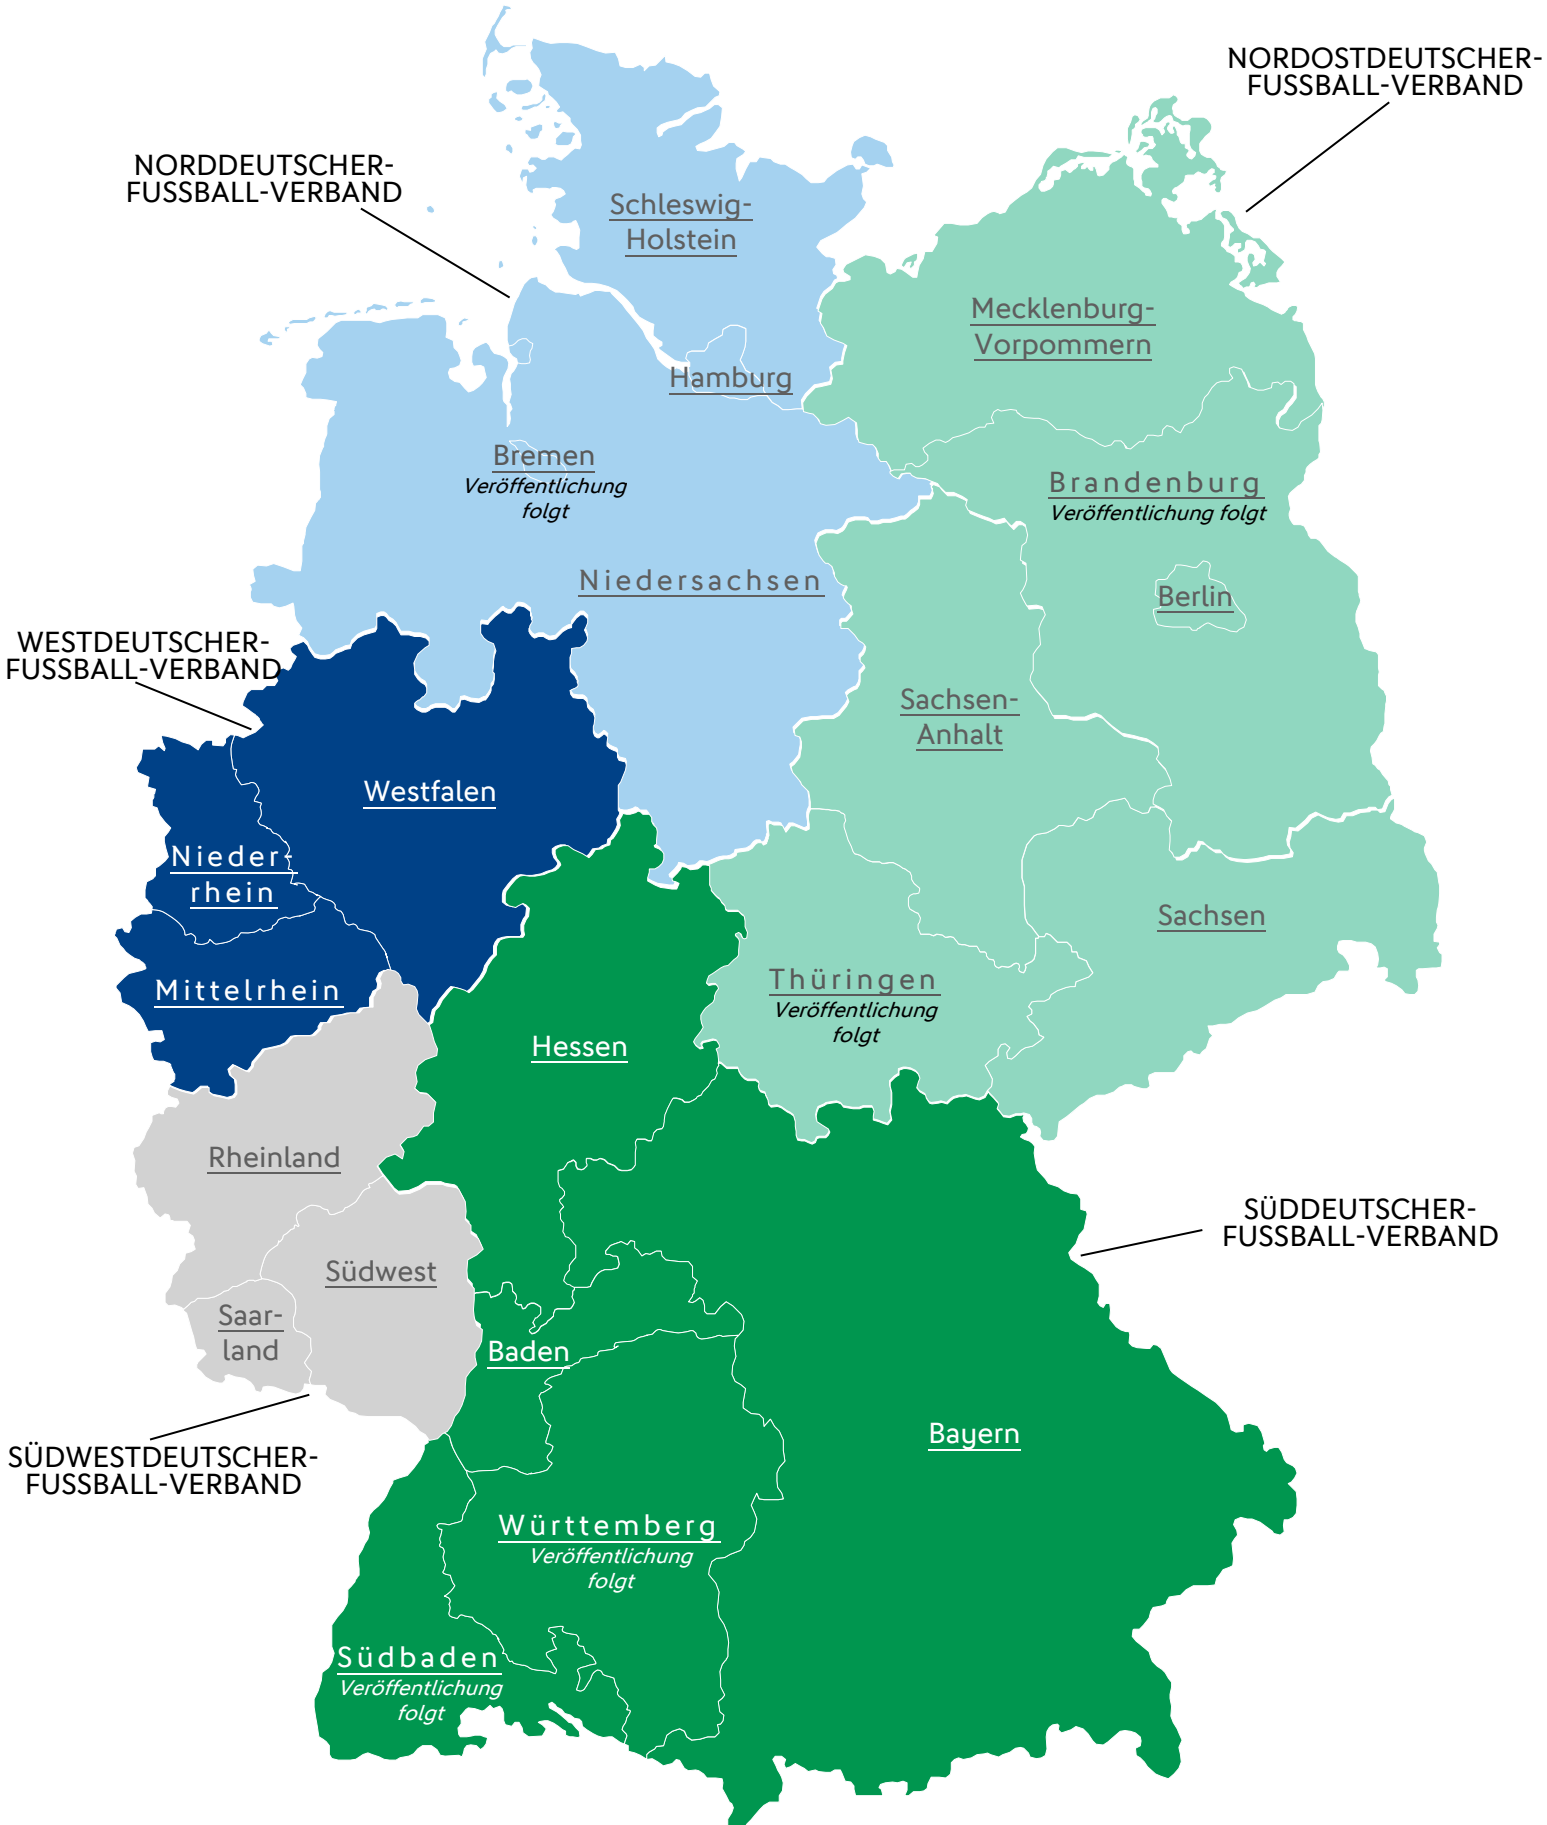 NORDOSTDEUTSCHER-
FUSSBALL-VERBAND
NORDDEUTSCHER-
FUSSBALL-VERBAND
Schleswig-
Holstein
Mecklenburg-
Vorpommern
Hamburg
Bremen
Veröffentlichung
folgt
Brandenburg
Veröffentlichung folgt
Niedersachsen
Berlin
WESTDEUTSCHER-
FUSSBALL-VERBAND
Sachsen-
Anhalt
Westfalen
Nieder-
rhein
Sachsen
Mittelrhein
Thüringen
Veröffentlichung
folgt
Hessen
Rheinland
SÜDDEUTSCHER-
FUSSBALL-VERBAND
Südwest
Saar-
land
Baden
Bayern
SÜDWESTDEUTSCHER-
FUSSBALL-VERBAND
Württemberg
Veröffentlichung
folgt
Südbaden
Veröffentlichung
folgt